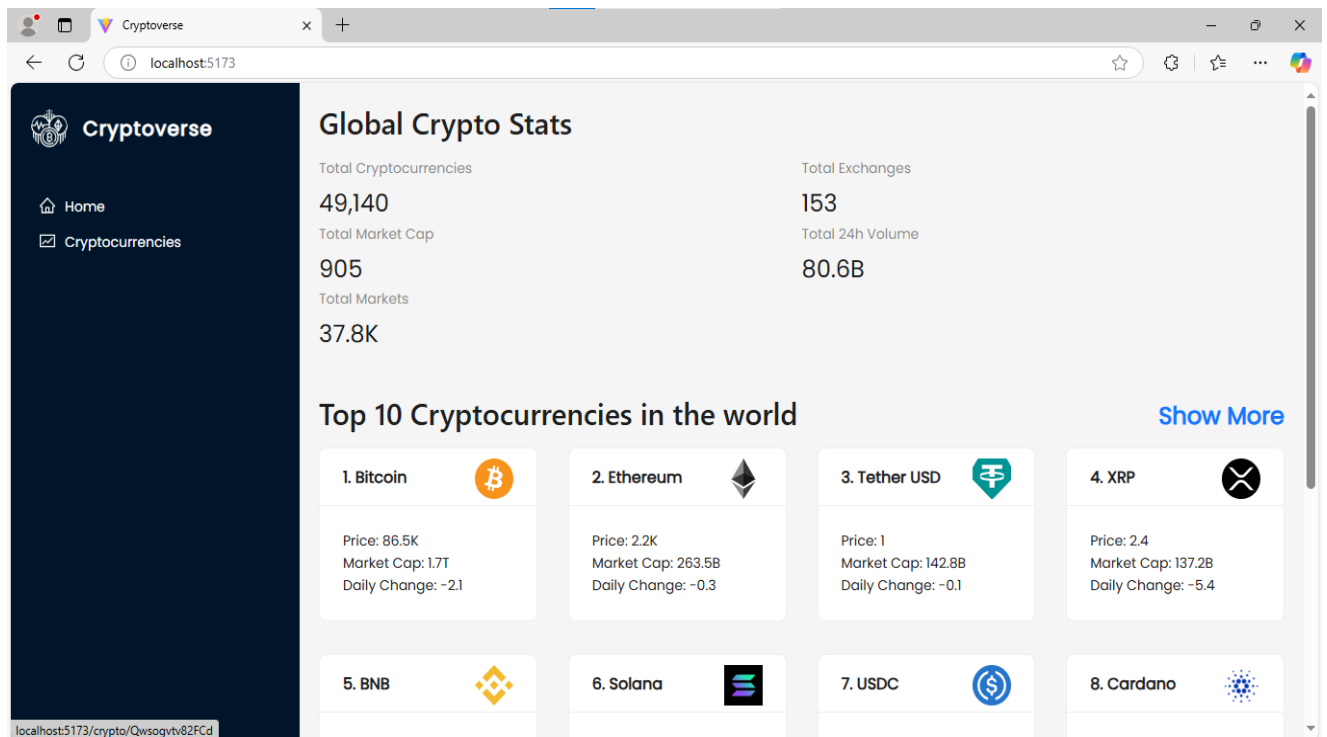 Cryptoverse
localhost:5173
Cryptoverse
Home
Cryptocurrencies
Global Crypto Stats
Total Cryptocurrencies Total Exchanges
49,140 153
Total Market Cap Total 24h Volume
905 80.6B
Total Markets
37.8K
Top 10 Cryptocurrencies in the world Show More
1. Bitcoin 2. Ethereum 3. Tether USD 4. XRP
Price: 86.5K Price: 2.2K Price: 1 Price: 2.4
Market Cap: 1.7T Market Cap: 263.5B Market Cap: 142.8B Market Cap: 137.2B
Daily Change: -2.1 Daily Change: -0.3 Daily Change: -0.1 Daily Change: -5.4
5. BNB 6. Solana 7. USDC 8. Cardano
localhost:5173/crypto/Qwsogvtv82FCd